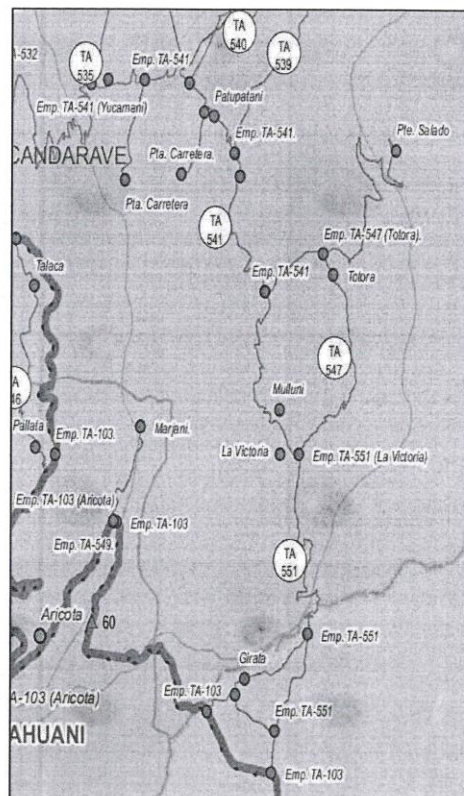 TA
540
A-532
TA
535
Emp. TA-541
TA
539
Emp. TA-541 (Yucamani)
Patupatani
CANDARAVE
Pta. Carretera.
Emp. TA-541.
Pte. Salado
Pta. Carretera
TA
541
Emp. TA-547 (Totora).
Talaca
Emp. TA-541
Totora
TA
547
A
46
Mulluni
Pallata
Emp. TA-103.
Marjani.
La Victoria
Emp. TA-551 (La Victoria)
Emp. TA-103 (Aricota)
Emp. TA-103
Emp. TA-549.
TA
551
Aricota
60
Emp. TA-551
Girata
A-103 (Aricota)
Emp. TA-103
Emp. TA-551
AHUANI
Emp. TA-103